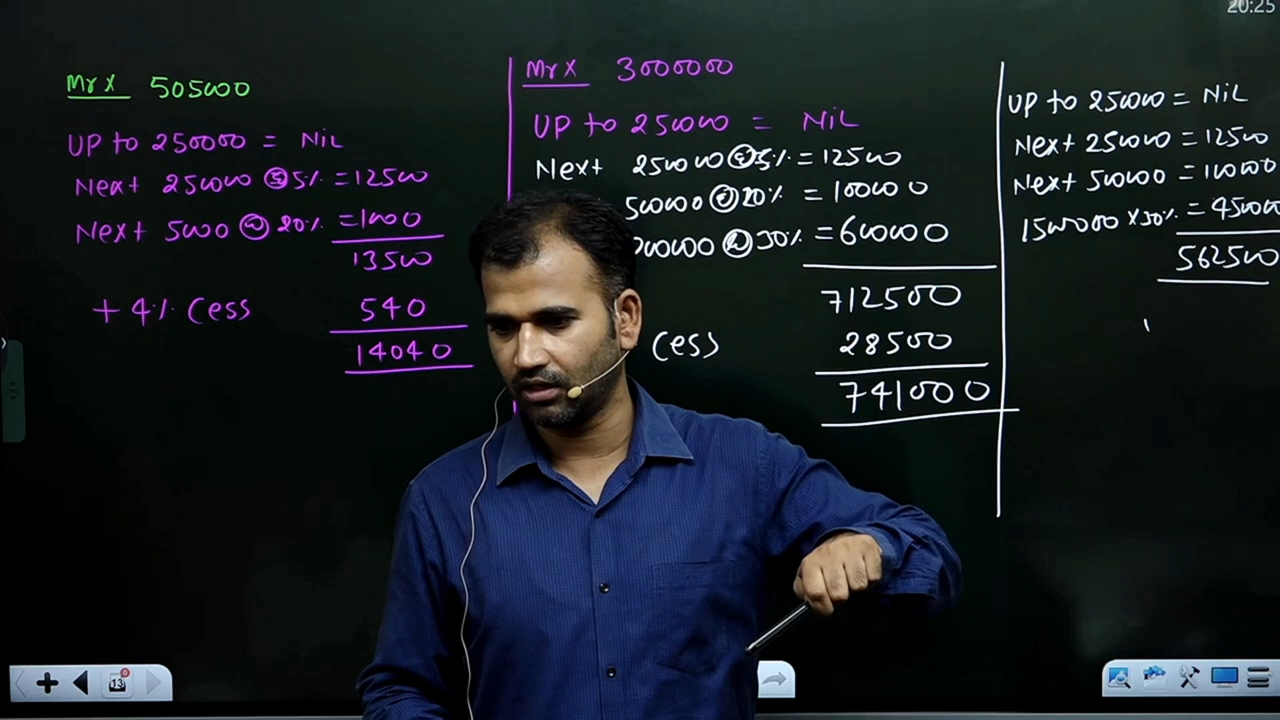 20:25
Mr X 505000
UP to 250000 = NiL
Next 250000 @ 5% = 12500
Next 5000 @ 20% = 1000
13500
+ 4% Cess 540
14040
Mr X 3000000
UP to 250000 = NiL
Next 250000 @ 5% = 12500
500000 @ 20% = 100000
@ 30% = 600000
712500
Cess 28500
741000
UP to 250000 = NiL
Next 250000 = 12500
Next 500000 = 100000
1500000 x 30% = 450000
562500
13